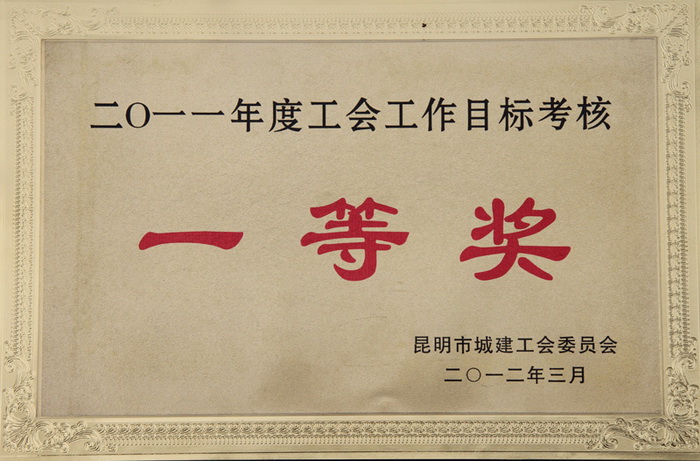 二〇一一年度工会工作目标考核
一等奖
昆明市城建工会委员会
二〇一二年三月